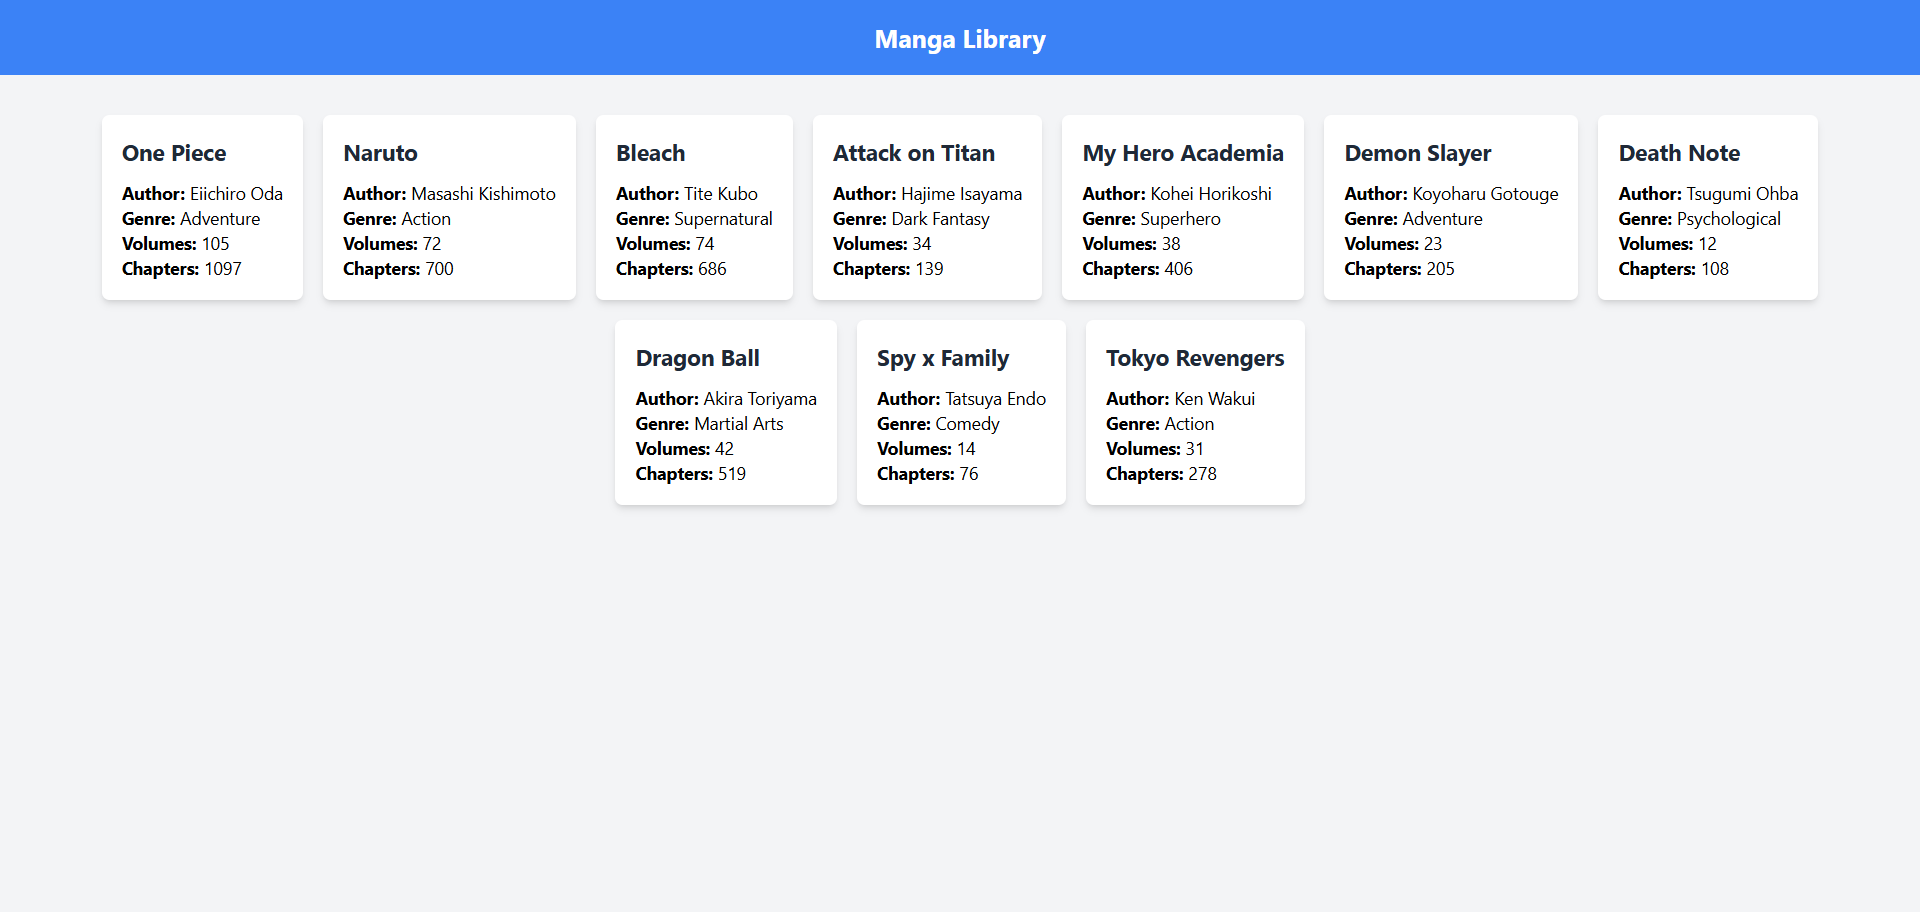 Manga Library
One Piece
Author: Eiichiro Oda
Genre: Adventure
Volumes: 105
Chapters: 1097
Naruto
Author: Masashi Kishimoto
Genre: Action
Volumes: 72
Chapters: 700
Bleach
Author: Tite Kubo
Genre: Supernatural
Volumes: 74
Chapters: 686
Attack on Titan
Author: Hajime Isayama
Genre: Dark Fantasy
Volumes: 34
Chapters: 139
My Hero Academia
Author: Kohei Horikoshi
Genre: Superhero
Volumes: 38
Chapters: 406
Demon Slayer
Author: Koyoharu Gotouge
Genre: Adventure
Volumes: 23
Chapters: 205
Death Note
Author: Tsugumi Ohba
Genre: Psychological
Volumes: 12
Chapters: 108
Dragon Ball
Author: Akira Toriyama
Genre: Martial Arts
Volumes: 42
Chapters: 519
Spy x Family
Author: Tatsuya Endo
Genre: Comedy
Volumes: 14
Chapters: 76
Tokyo Revengers
Author: Ken Wakui
Genre: Action
Volumes: 31
Chapters: 278